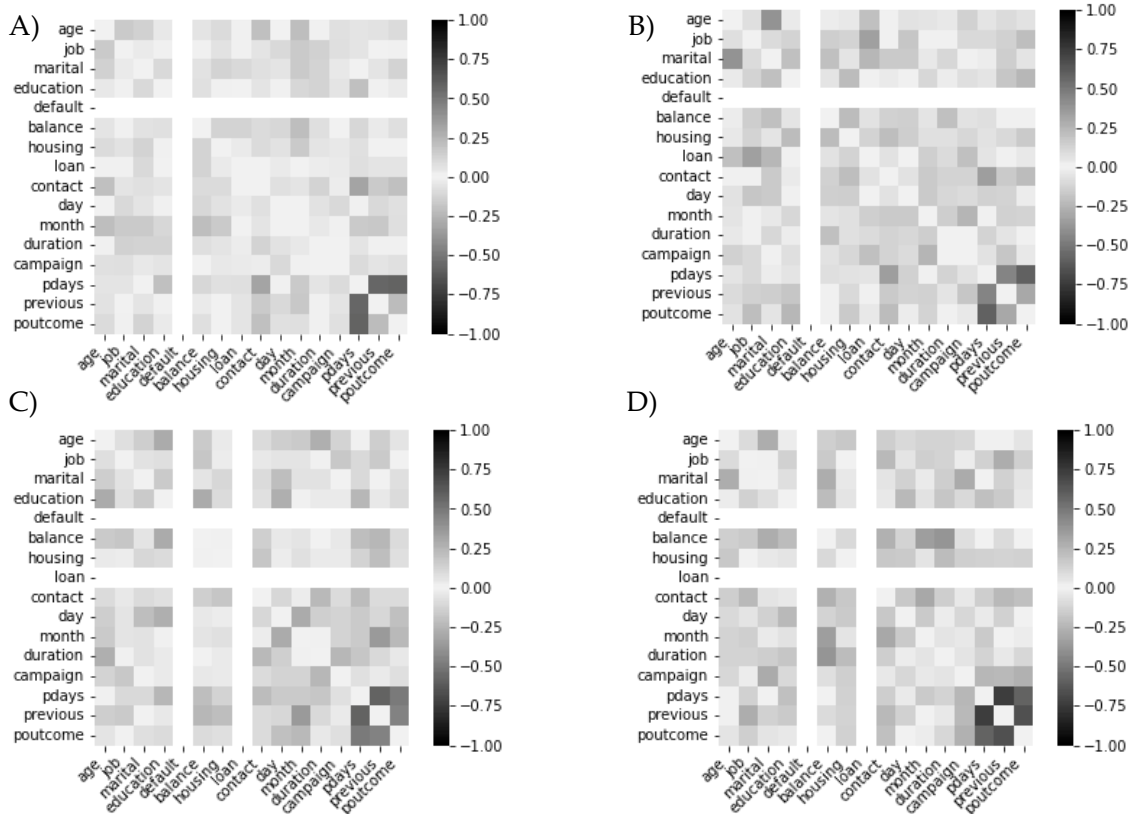 A)
age
job
marital
education
default
balance
housing
loan
contact
day
month
duration
campaign
pdays
previous
poutcome
age
job
marital
education
default
balance
housing
loan
contact
day
month
duration
campaign
pdays
previous
poutcome
1.00
0.75
0.50
0.25
0.00
−0.25
−0.50
−0.75
−1.00
B)
age
job
marital
education
default
balance
housing
loan
contact
day
month
duration
campaign
pdays
previous
poutcome
age
job
marital
education
default
balance
housing
loan
contact
day
month
duration
campaign
pdays
previous
poutcome
1.00
0.75
0.50
0.25
0.00
−0.25
−0.50
−0.75
−1.00
C)
age
job
marital
education
default
balance
housing
loan
contact
day
month
duration
campaign
pdays
previous
poutcome
age
job
marital
education
default
balance
housing
loan
contact
day
month
duration
campaign
pdays
previous
poutcome
1.00
0.75
0.50
0.25
0.00
−0.25
−0.50
−0.75
−1.00
D)
age
job
marital
education
default
balance
housing
loan
contact
day
month
duration
campaign
pdays
previous
poutcome
age
job
marital
education
default
balance
housing
loan
contact
day
month
duration
campaign
pdays
previous
poutcome
1.00
0.75
0.50
0.25
0.00
−0.25
−0.50
−0.75
−1.00